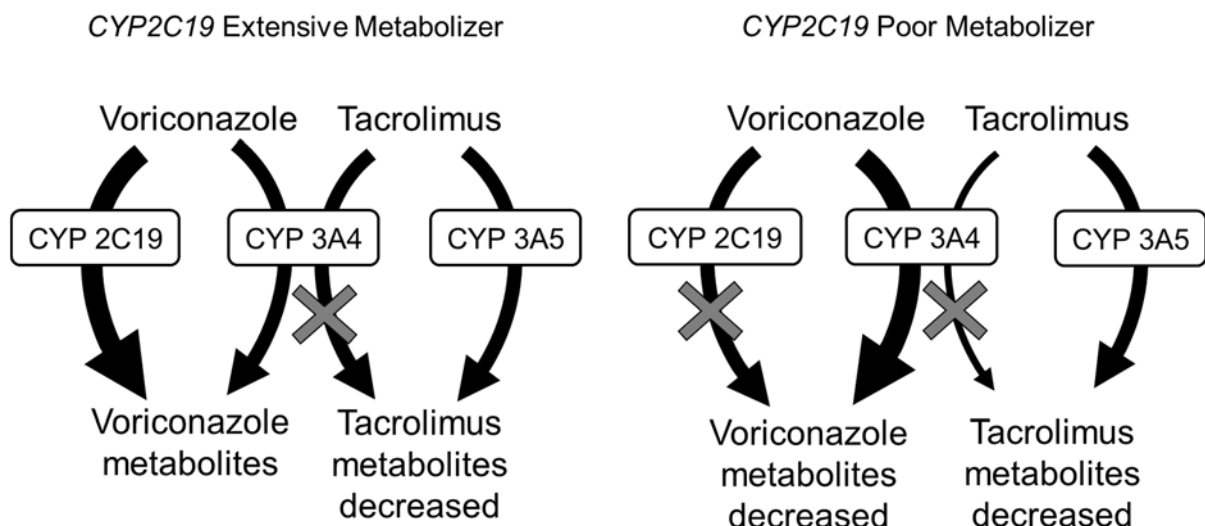 CYP2C19 Extensive Metabolizer
Voriconazole
Tacrolimus
CYP 2C19
CYP 3A4
CYP 3A5
Voriconazole
metabolites
Tacrolimus
metabolites
decreased
CYP2C19 Poor Metabolizer
Voriconazole
Tacrolimus
CYP 2C19
CYP 3A4
CYP 3A5
Voriconazole
metabolites
decreased
Tacrolimus
metabolites
decreased